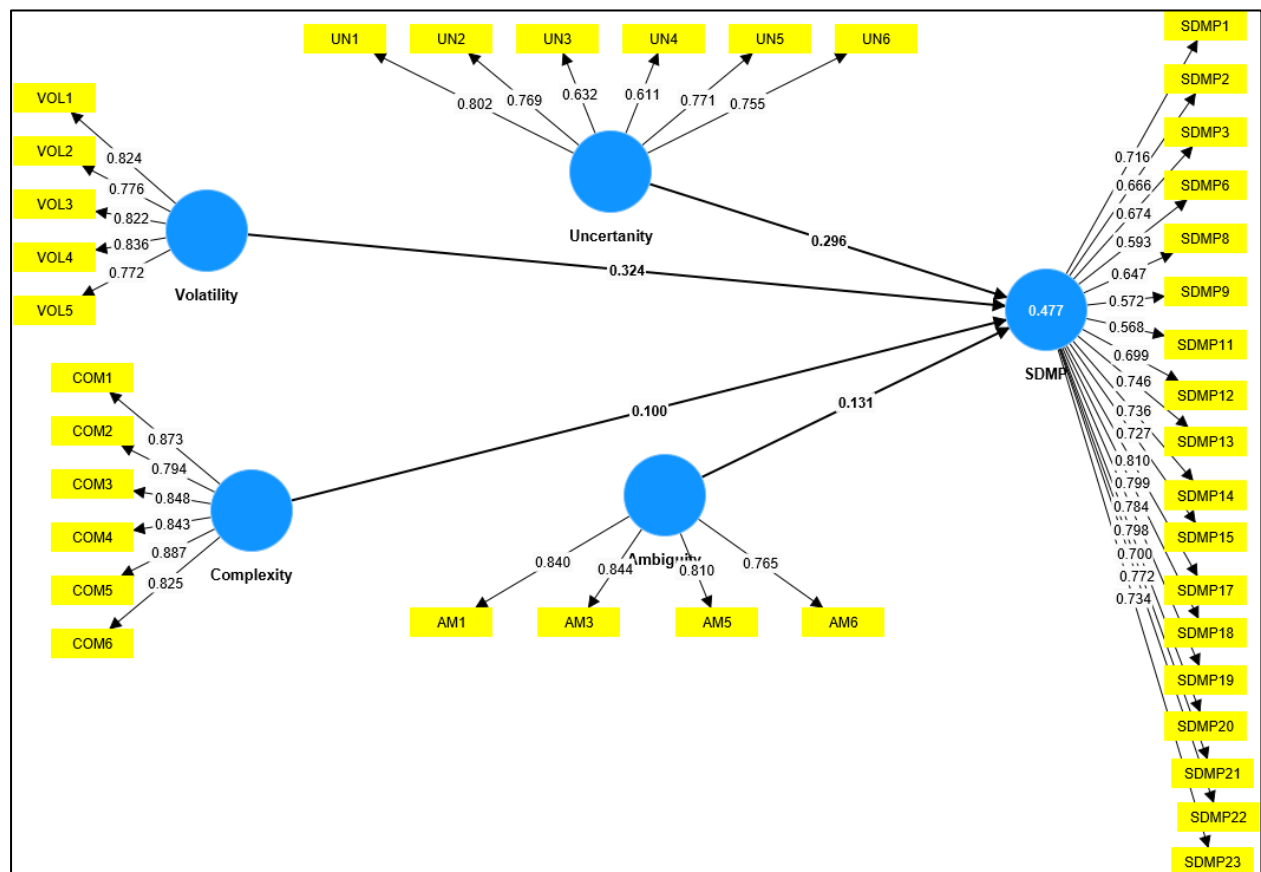 UN1
UN2
UN3
UN4
UN5
UN6
0.802
0.769
0.632
0.611
0.771
0.755
Uncertanity
VOL1
VOL2
VOL3
VOL4
VOL5
0.824
0.776
0.822
0.836
0.772
Volatility
0.296
0.324
COM1
COM2
COM3
COM4
COM5
COM6
0.873
0.794
0.848
0.843
0.887
0.825
Complexity
0.100
0.131
Ambiguity
0.840
0.844
0.810
0.765
AM1
AM3
AM5
AM6
0.477
SDMP
0.716
0.666
0.674
0.593
0.647
0.572
0.568
0.699
0.746
0.736
0.727
0.810
0.799
0.784
0.798
0.700
0.772
0.734
SDMP1
SDMP2
SDMP3
SDMP6
SDMP8
SDMP9
SDMP11
SDMP12
SDMP13
SDMP14
SDMP15
SDMP17
SDMP18
SDMP19
SDMP20
SDMP21
SDMP22
SDMP23